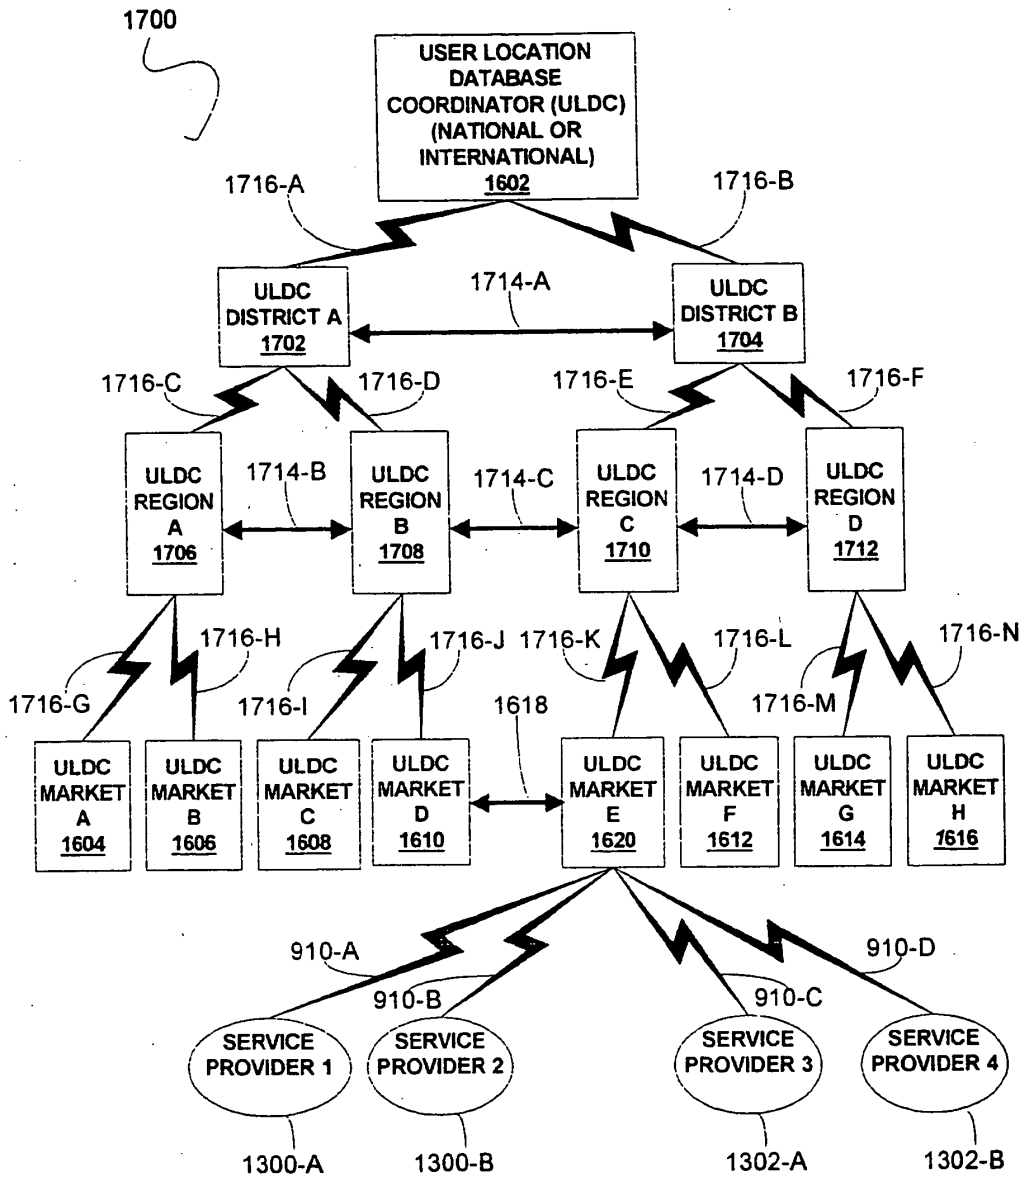 1700
USER LOCATION
DATABASE
COORDINATOR (ULDC)
(NATIONAL OR
INTERNATIONAL)
1602
1716-A
1716-B
ULDC
DISTRICT A
1702
1714-A
ULDC
DISTRICT B
1704
1716-C
1716-D
1716-E
1716-F
ULDC
REGION
A
1706
1714-B
ULDC
REGION
B
1708
1714-C
ULDC
REGION
C
1710
1714-D
ULDC
REGION
D
1712
1716-G
1716-H
1716-I
1716-J
1716-K
1716-L
1716-M
1716-N
1618
ULDC
MARKET
A
1604
ULDC
MARKET
B
1606
ULDC
MARKET
C
1608
ULDC
MARKET
D
1610
ULDC
MARKET
E
1620
ULDC
MARKET
F
1612
ULDC
MARKET
G
1614
ULDC
MARKET
H
1616
910-A
910-B
910-C
910-D
SERVICE
PROVIDER 1
SERVICE
PROVIDER 2
SERVICE
PROVIDER 3
SERVICE
PROVIDER 4
1300-A
1300-B
1302-A
1302-B